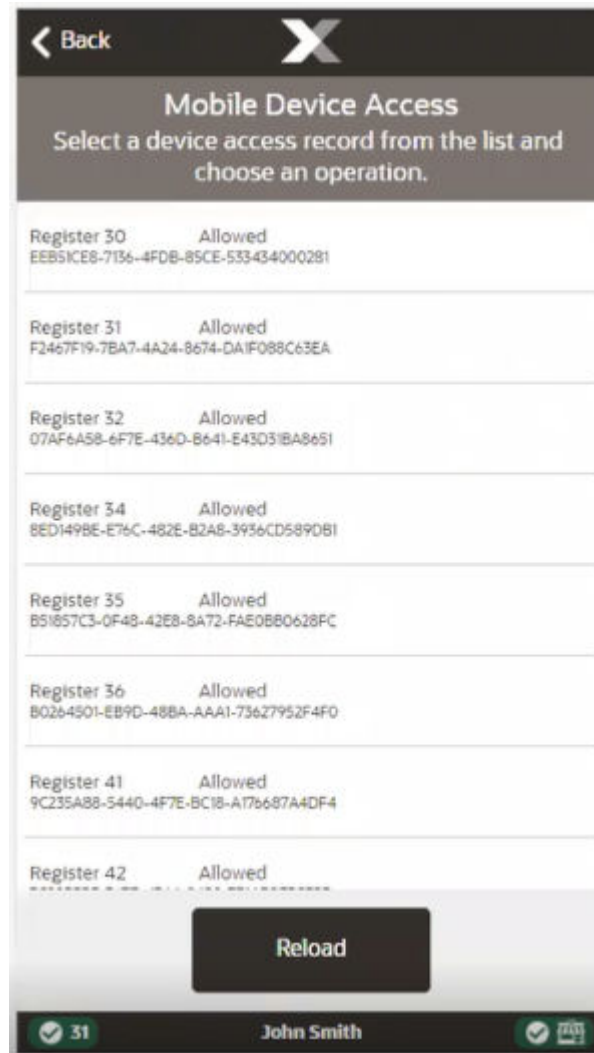 Back
Mobile Device Access
Select a device access record from the list and
choose an operation.
Register 30 Allowed
EEB51CE8-7136-4FDB-85CE-533434000281
Register 31 Allowed
F2467F19-7BA7-4A24-8674-DA1F088C63EA
Register 32 Allowed
07AF6A58-6F7E-436D-B641-E43D31BA8651
Register 34 Allowed
8ED149BE-E76C-482E-B2A8-3936CD589DB1
Register 35 Allowed
B51857C3-0F48-42E8-8A72-FAE0BB0628FC
Register 36 Allowed
B0264501-EB9D-48BA-AAA1-73627952F4F0
Register 41 Allowed
9C235A88-5440-4F7E-BC18-A176687A4DF4
Register 42 Allowed
Reload
31 John Smith